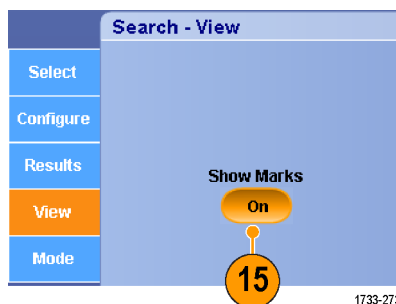 Search - View
Select
Configure
Results
Show Marks
View
On
Mode
15